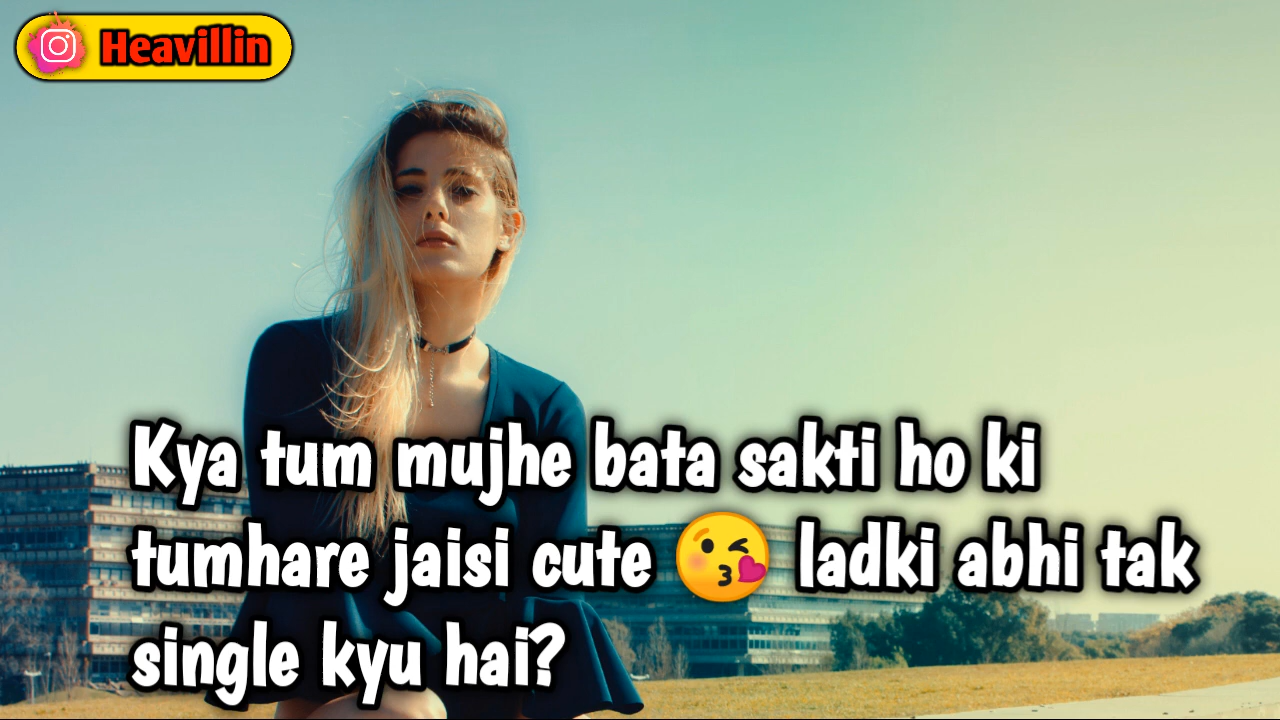 Heavillin
Kya tum mujhe bata sakti ho ki
tumhare jaisi cute 😘 ladki abhi tak
single kyu hai?